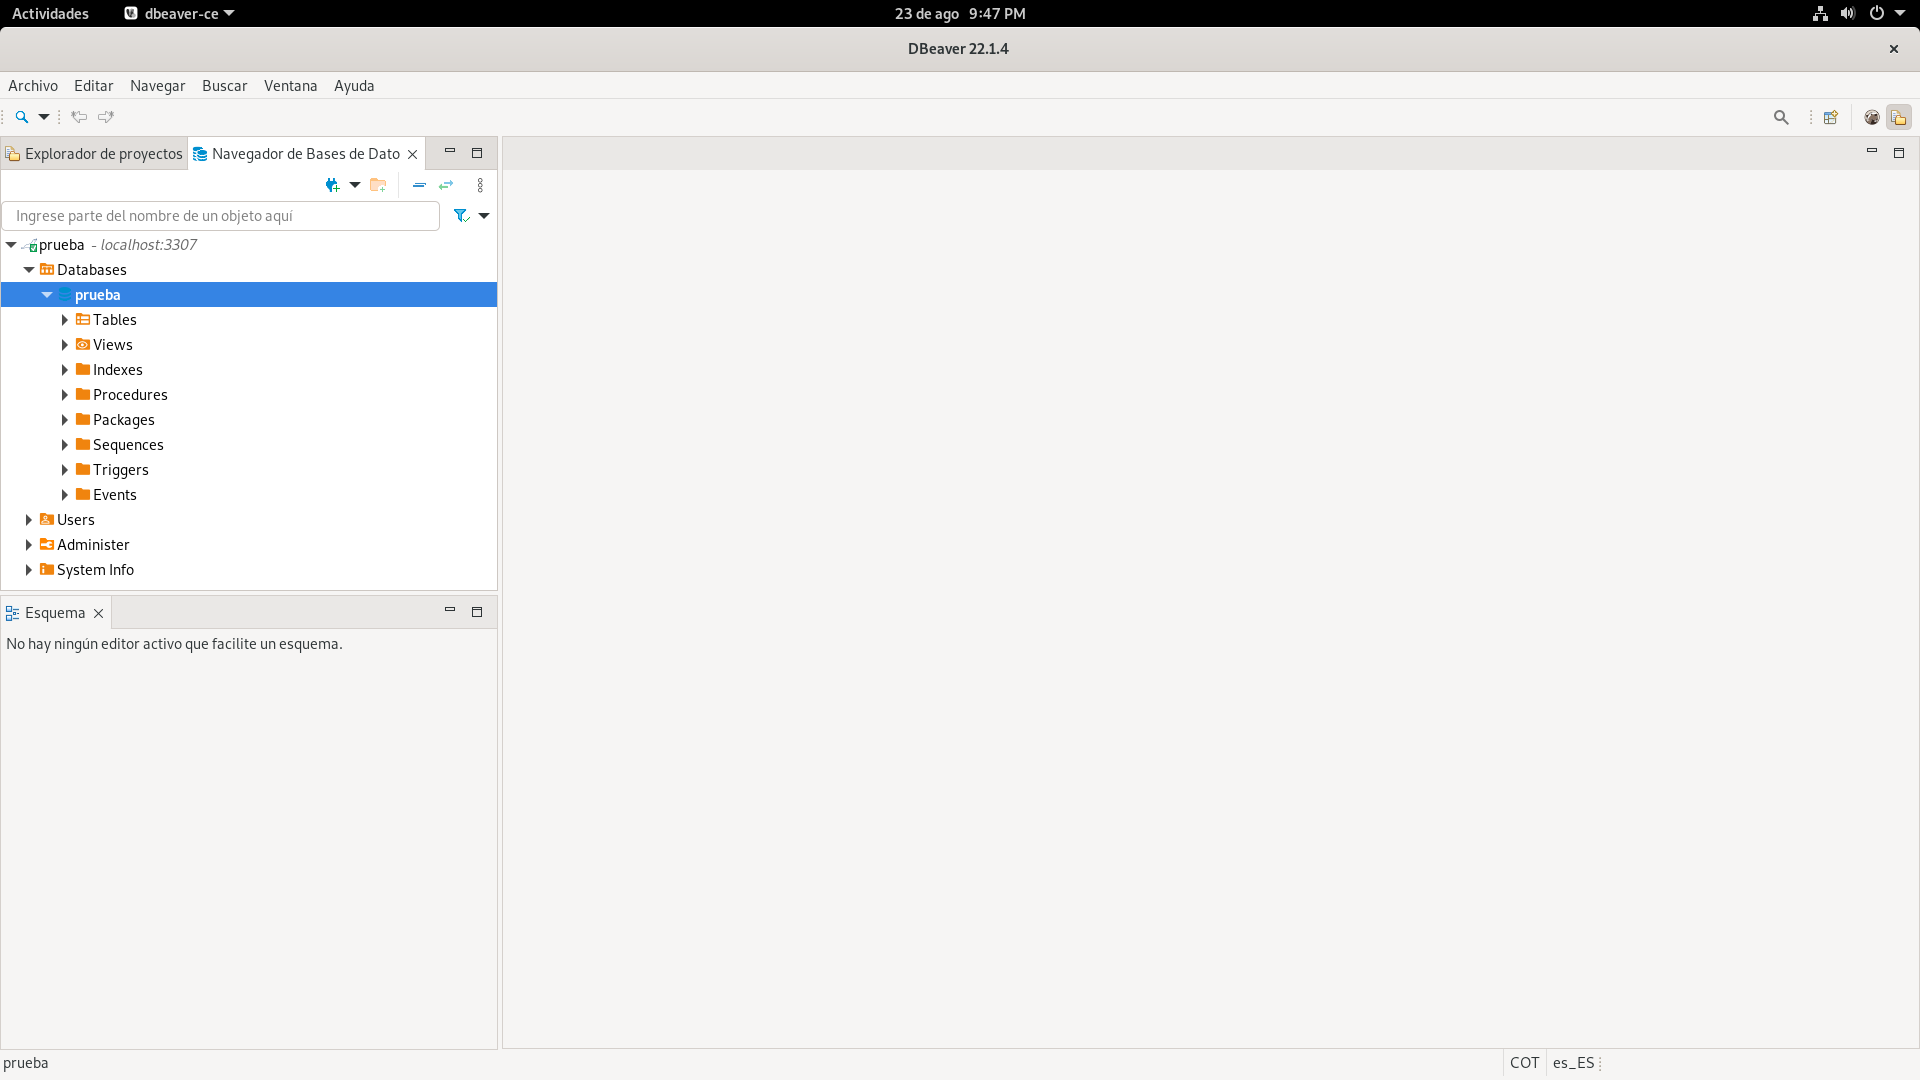 Actividades dbeaver-ce 23 de ago 9:47 PM
DBeaver 22.1.4
Archivo Editar Navegar Buscar Ventana Ayuda
Explorador de proyectos Navegador de Bases de Dato
Ingrese parte del nombre de un objeto aquí
prueba - localhost:3307
Databases
prueba
Tables
Views
Indexes
Procedures
Packages
Sequences
Triggers
Events
Users
Administer
System Info
Esquema
No hay ningún editor activo que facilite un esquema.
prueba COT es_ES